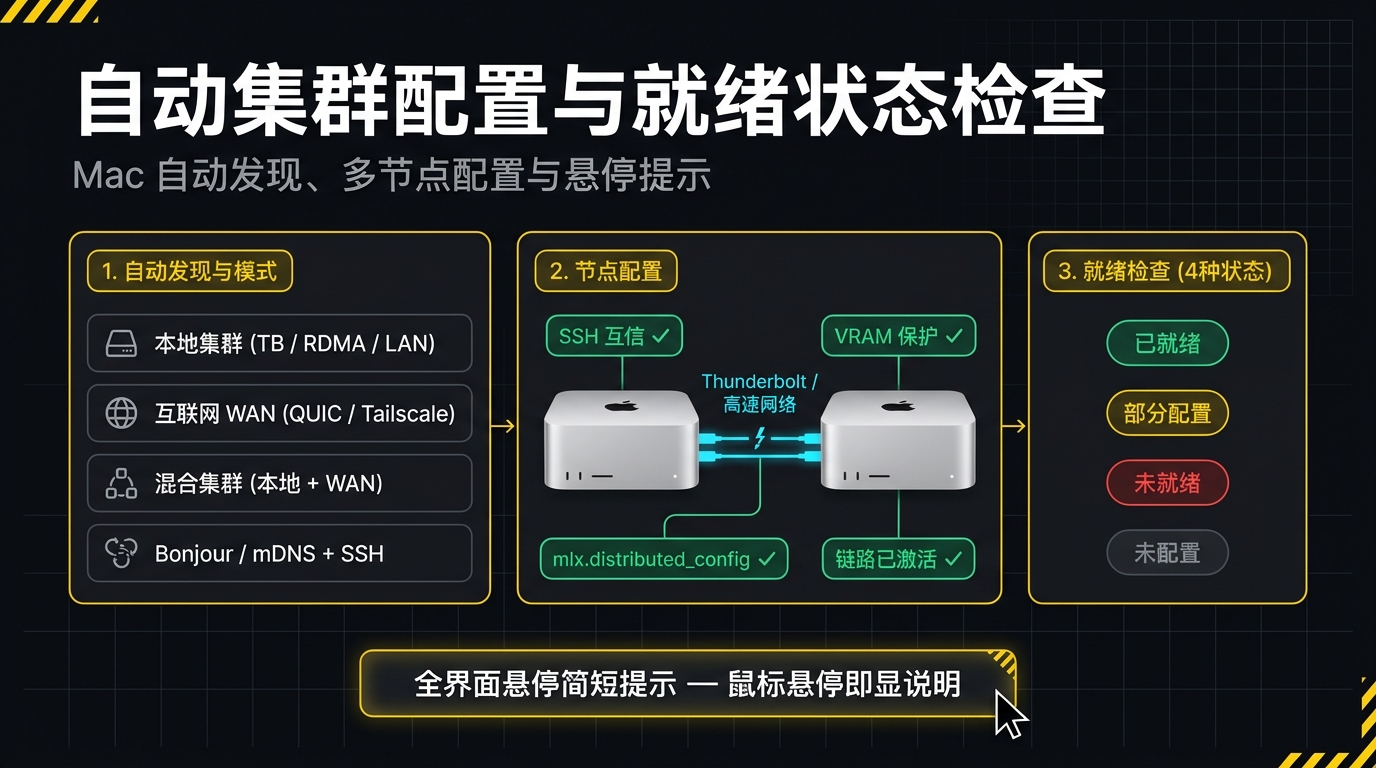 自动集群配置与就绪状态检查
Mac 自动发现、多节点配置与悬停提示
1. 自动发现与模式
本地集群 (TB / RDMA / LAN)
互联网 WAN (QUIC / Tailscale)
混合集群 (本地 + WAN)
Bonjour / mDNS + SSH
2. 节点配置
SSH 互信 ✓
VRAM 保护 ✓
Thunderbolt /
高速网络
mlx.distributed_config ✓
链路已激活 ✓
3. 就绪检查 (4种状态)
已就绪
部分配置
未就绪
未配置
全界面悬停简短提示 — 鼠标悬停即显说明